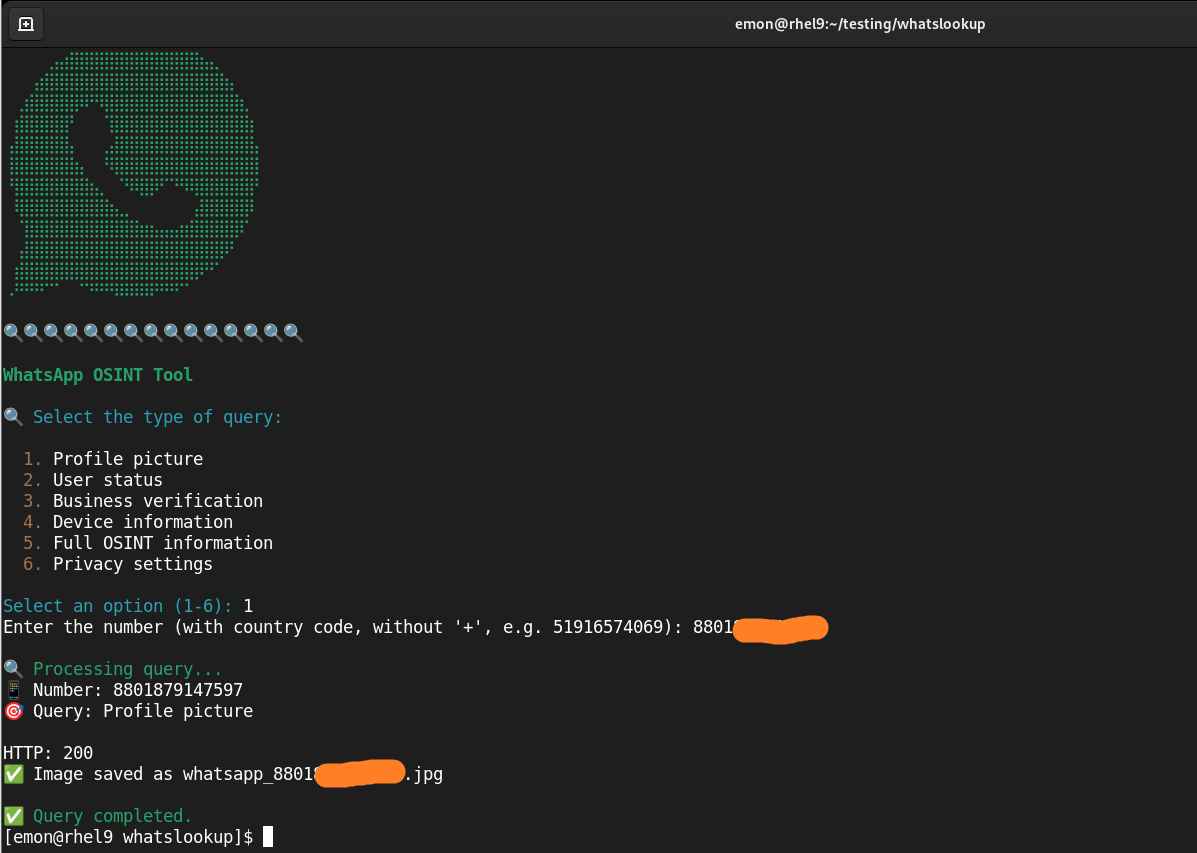 emon@rhel9:~/testing/whatslookup
WhatsApp OSINT Tool
🔍 Select the type of query:
1. Profile picture
2. User status
3. Business verification
4. Device information
5. Full OSINT information
6. Privacy settings
Select an option (1-6): 1
Enter the number (with country code, without '+', e.g. 51916574069): 8801
🔍 Processing query...
📱 Number: 8801879147597
🎯 Query: Profile picture
HTTP: 200
✅ Image saved as whatsapp_8801 .jpg
✅ Query completed.
[emon@rhel9 whatslookup]$